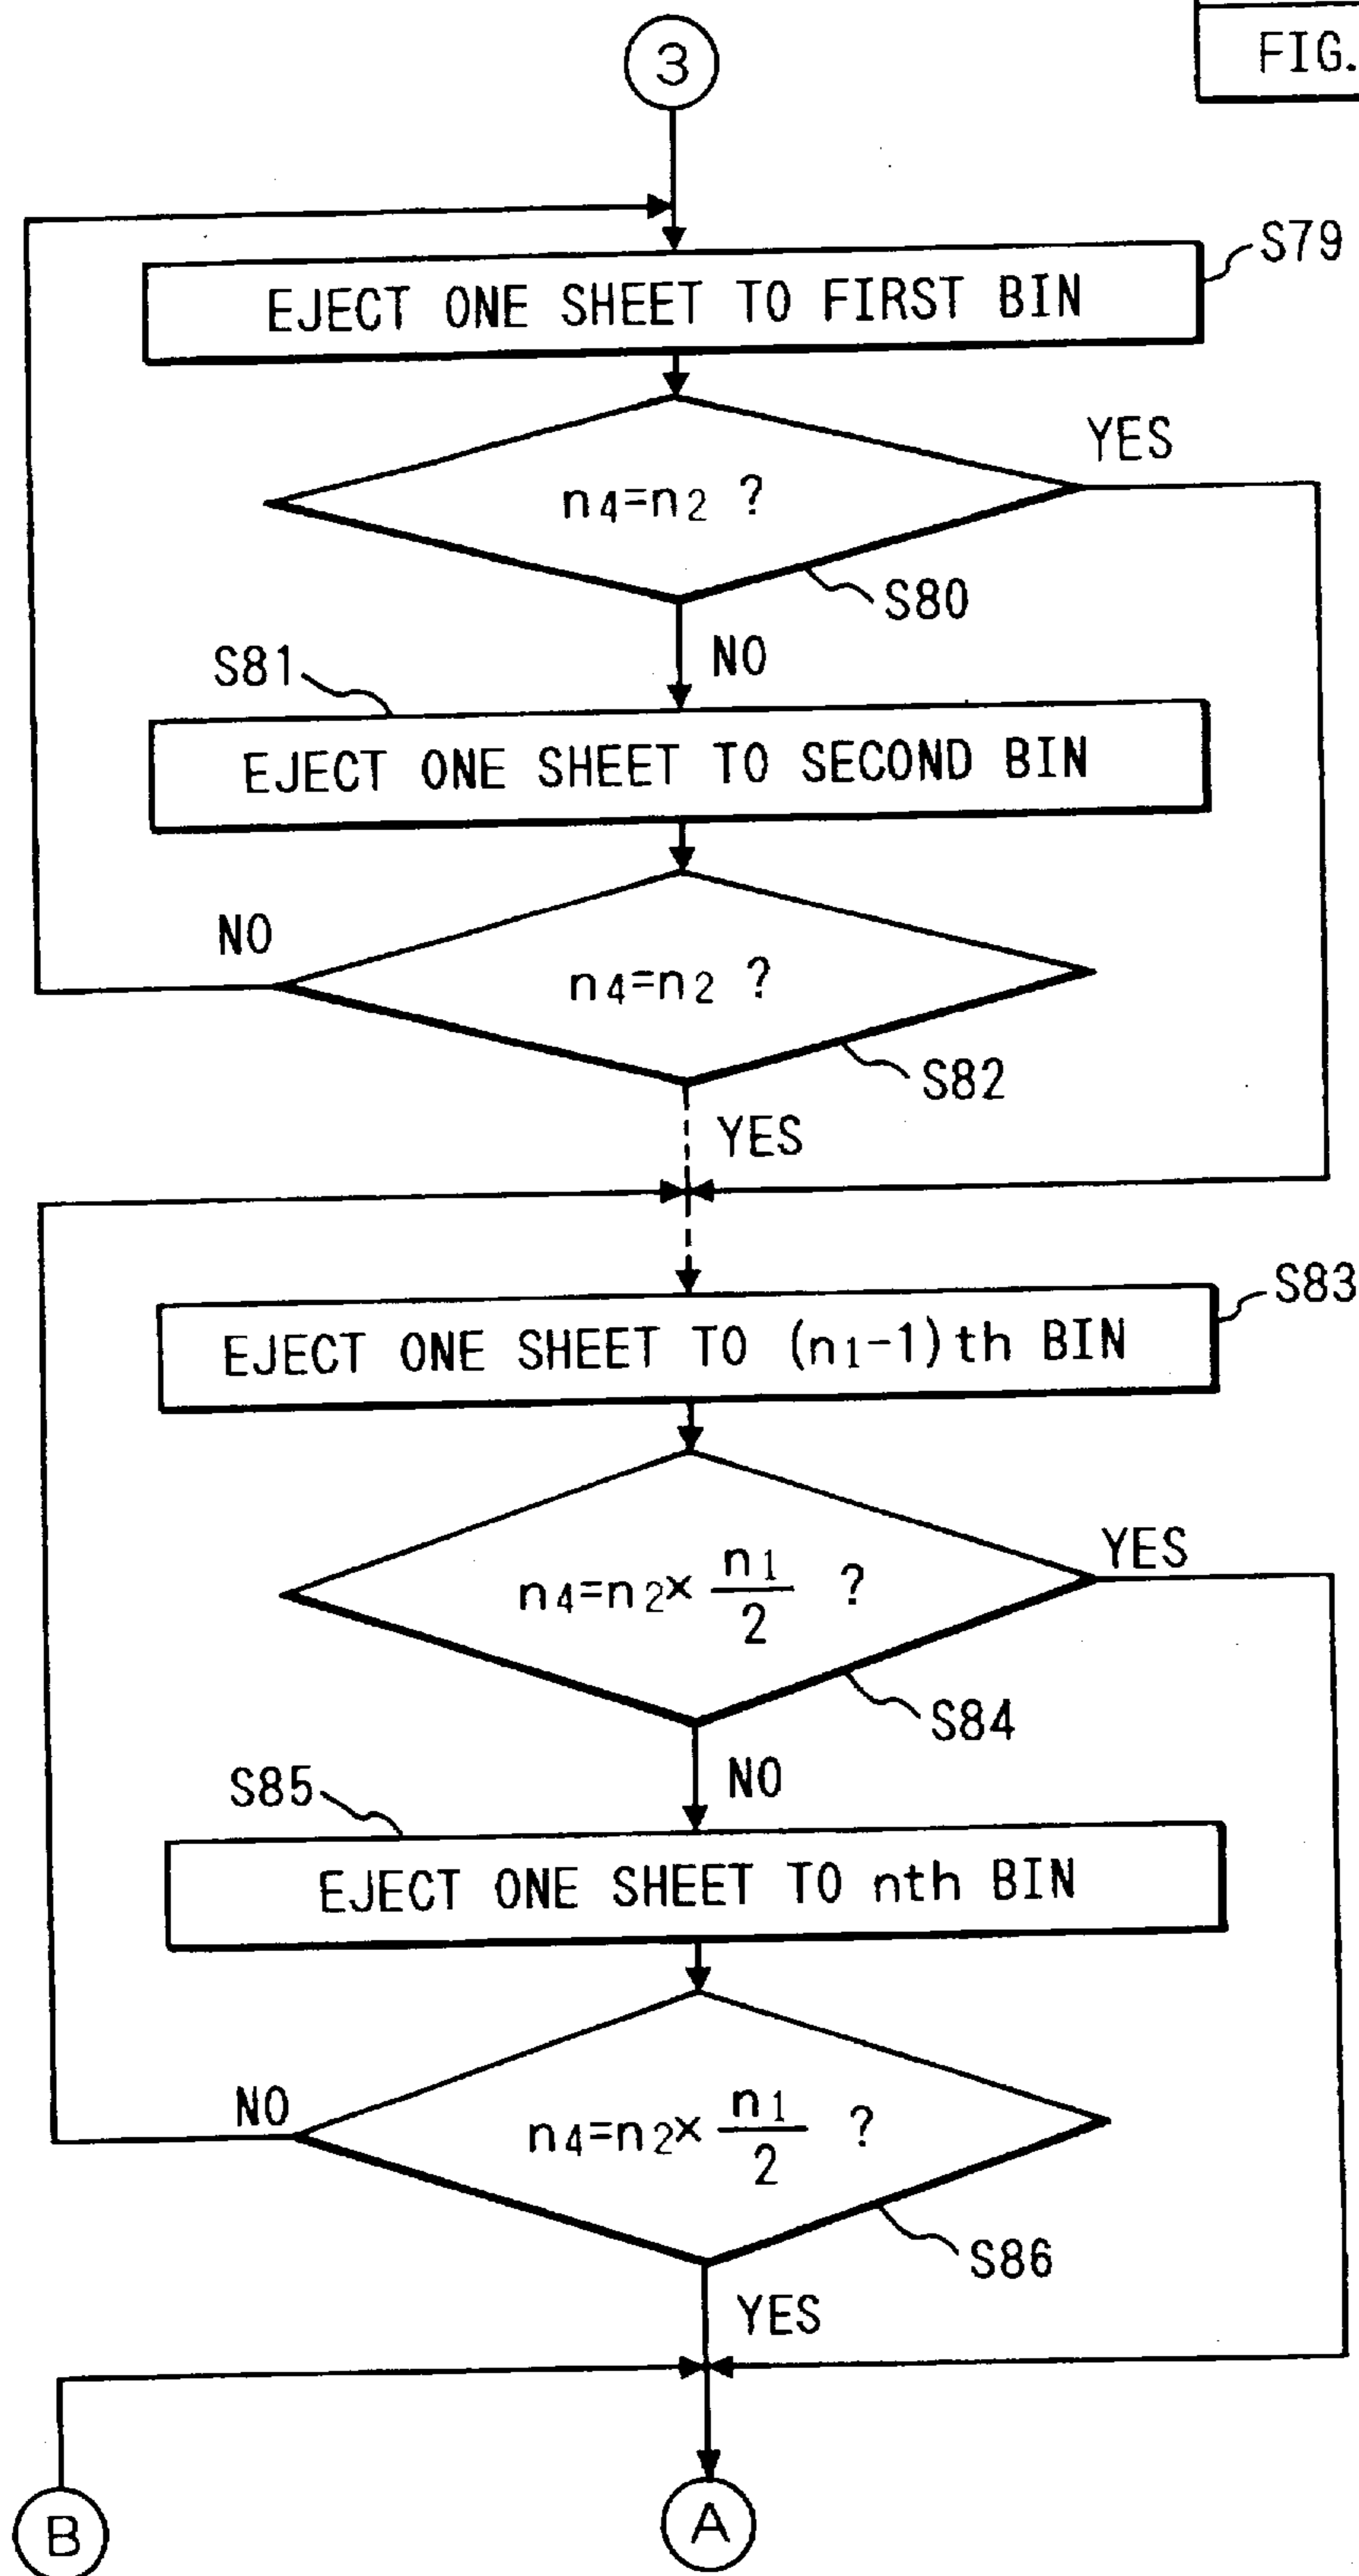 FIG.
3
S79
EJECT ONE SHEET TO FIRST BIN
YES
n4=n2 ?
S80
NO
S81
EJECT ONE SHEET TO SECOND BIN
NO
n4=n2 ?
S82
YES
S83
EJECT ONE SHEET TO (n1-1)th BIN
YES
n4=n2× n1/2 ?
S84
NO
S85
EJECT ONE SHEET TO nth BIN
NO
n4=n2× n1/2 ?
S86
YES
B
A